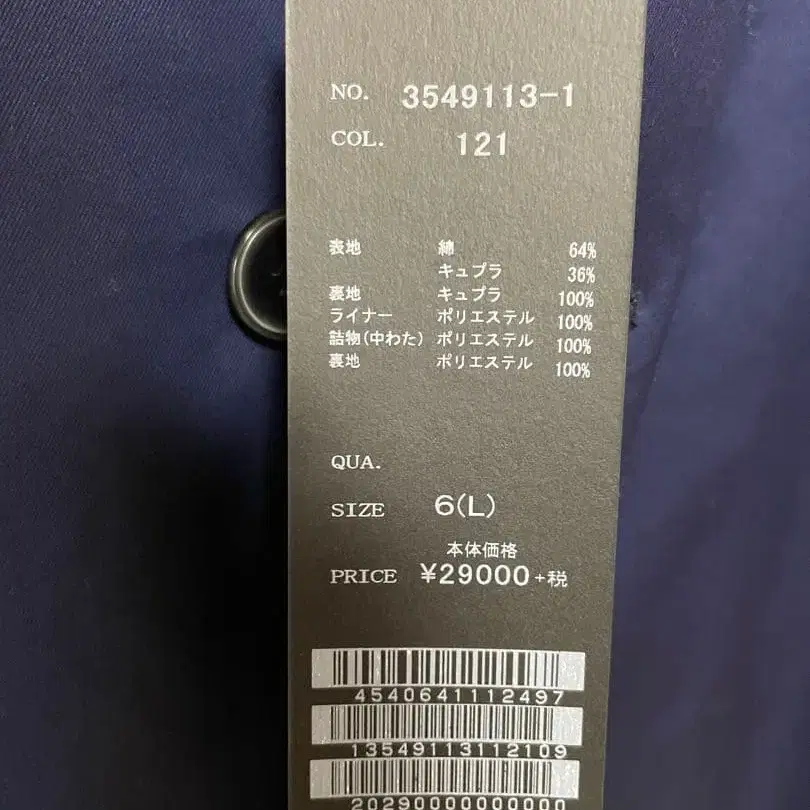 NO. 3549113-1
COL. 121
表地 綿 64%
キュプラ 36%
裏地 キュプラ 100%
ライナー ポリエステル 100%
詰物(中わた) ポリエステル 100%
裏地 ポリエステル 100%
QUA.
SIZE 6(L)
本体価格
PRICE ¥29000+税
4540641112497
13549113112109
20290000000000